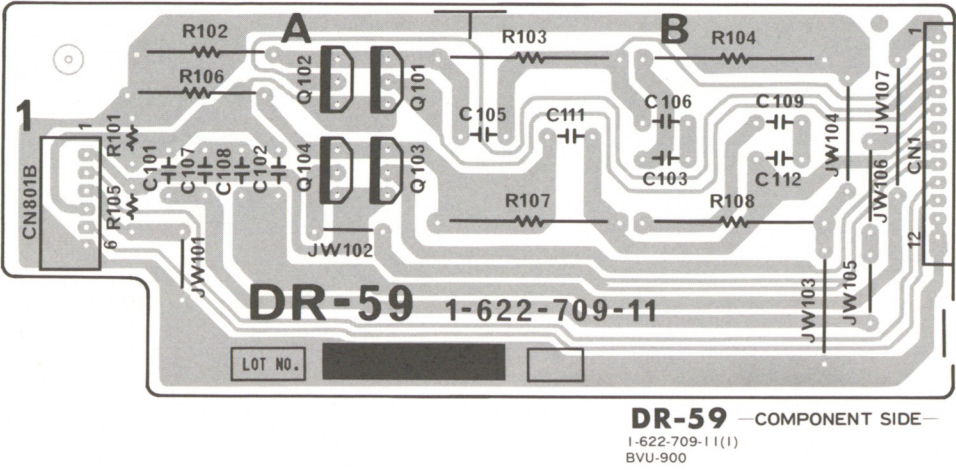 A
B
R102
R103
R104
1
R106
Q102
Q101
JW107
1
1
R101
C105
C111
C106
C109
JW104
CN1
CN801B
C101
C107
C108
C102
Q104
Q103
C103
C112
JW106
R105
R107
R108
6
12
JW101
JW102
JW103
JW105
DR-59 1-622-709-11
LOT NO.
DR-59 —COMPONENT SIDE—
1-622-709-11(1)
BVU-900